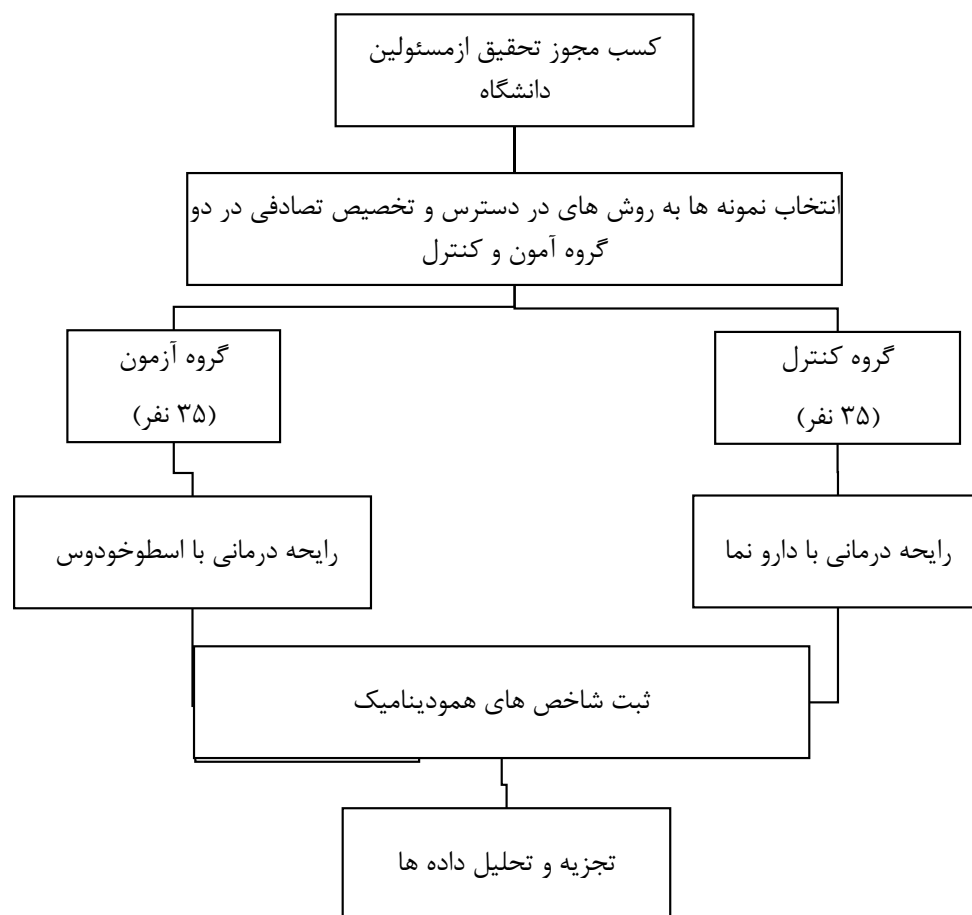 کسب مجوز تحقیق ازمسئولین
دانشگاه
انتخاب نمونه ها به روش های در دسترس و تخصیص تصادفی در دو
گروه آمون و کنترل
گروه کنترل
(۳۵ نفر)
گروه آزمون
(۳۵ نفر)
رایحه درمانی با دارو نما
رایحه درمانی با اسطوخودوس
ثبت شاخص های همودینامیک
تجزیه و تحلیل داده ها